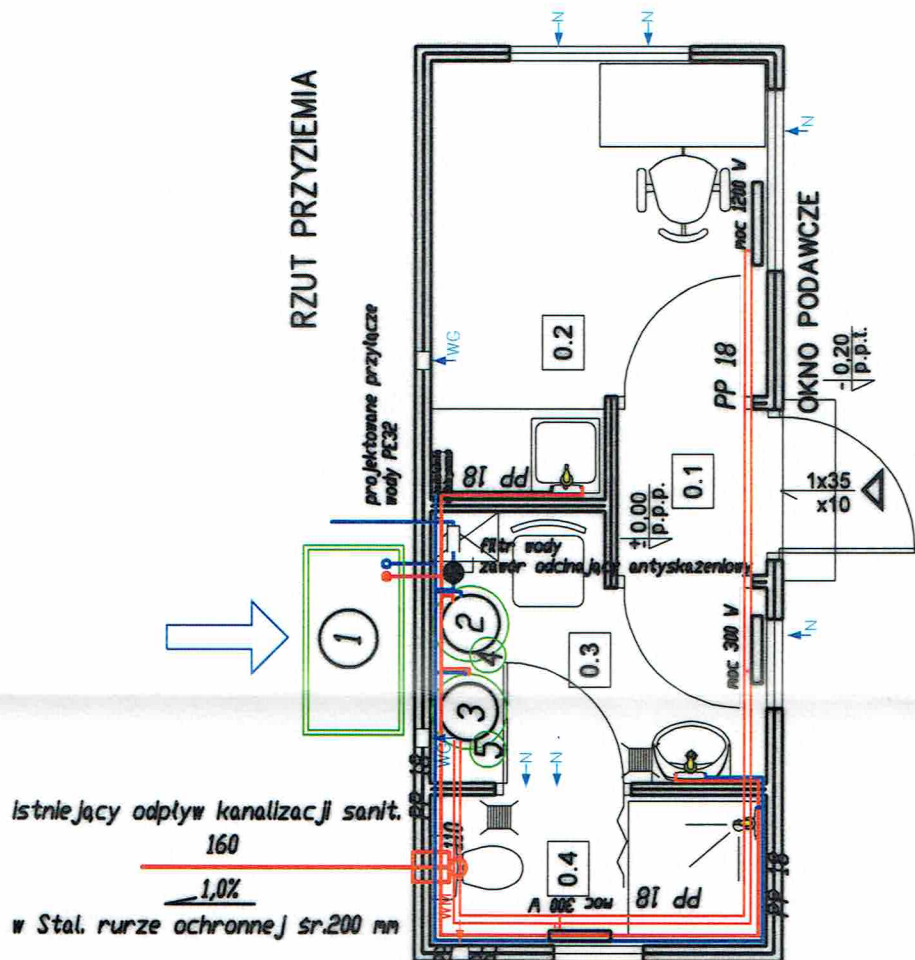 RZUT PRZYZIEMIA
projektowane przyłącze
wody PE32
N
N
N
moc 1200 W
OKNO PODAWCZE
-0,20
p.p.t.
0.2
WG
PP 18
PP 18
0.1
1x35
x10
±0,00
p.p.p.
filtr wody
zawór odcinający antyskażeniowy
1
2
4
3
5
0.3
moc 300 W
N
N
N
PP 18
istniejący odpływ kanalizacji sanit.
160
1,0%
w Stal. rurze ochronnej śr.200 mm
110
0.4
moc 300 W
PP 18
PP 18